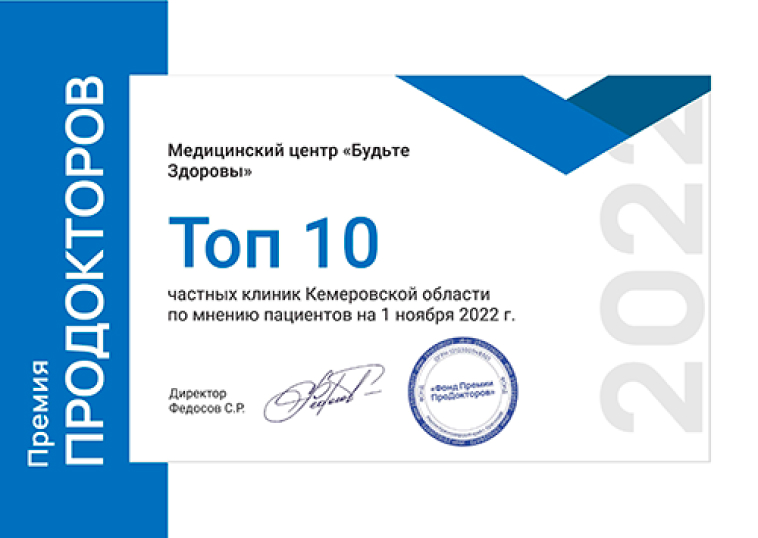 Премия
ПРОДОКТОРОВ
Медицинский центр «Будьте
Здоровы»
Топ 10
частных клиник Кемеровской области
по мнению пациентов на 1 ноября 2022 г.
Директор
Федосов С.Р.
«Фонд Премии
ПроДокторов»
2022